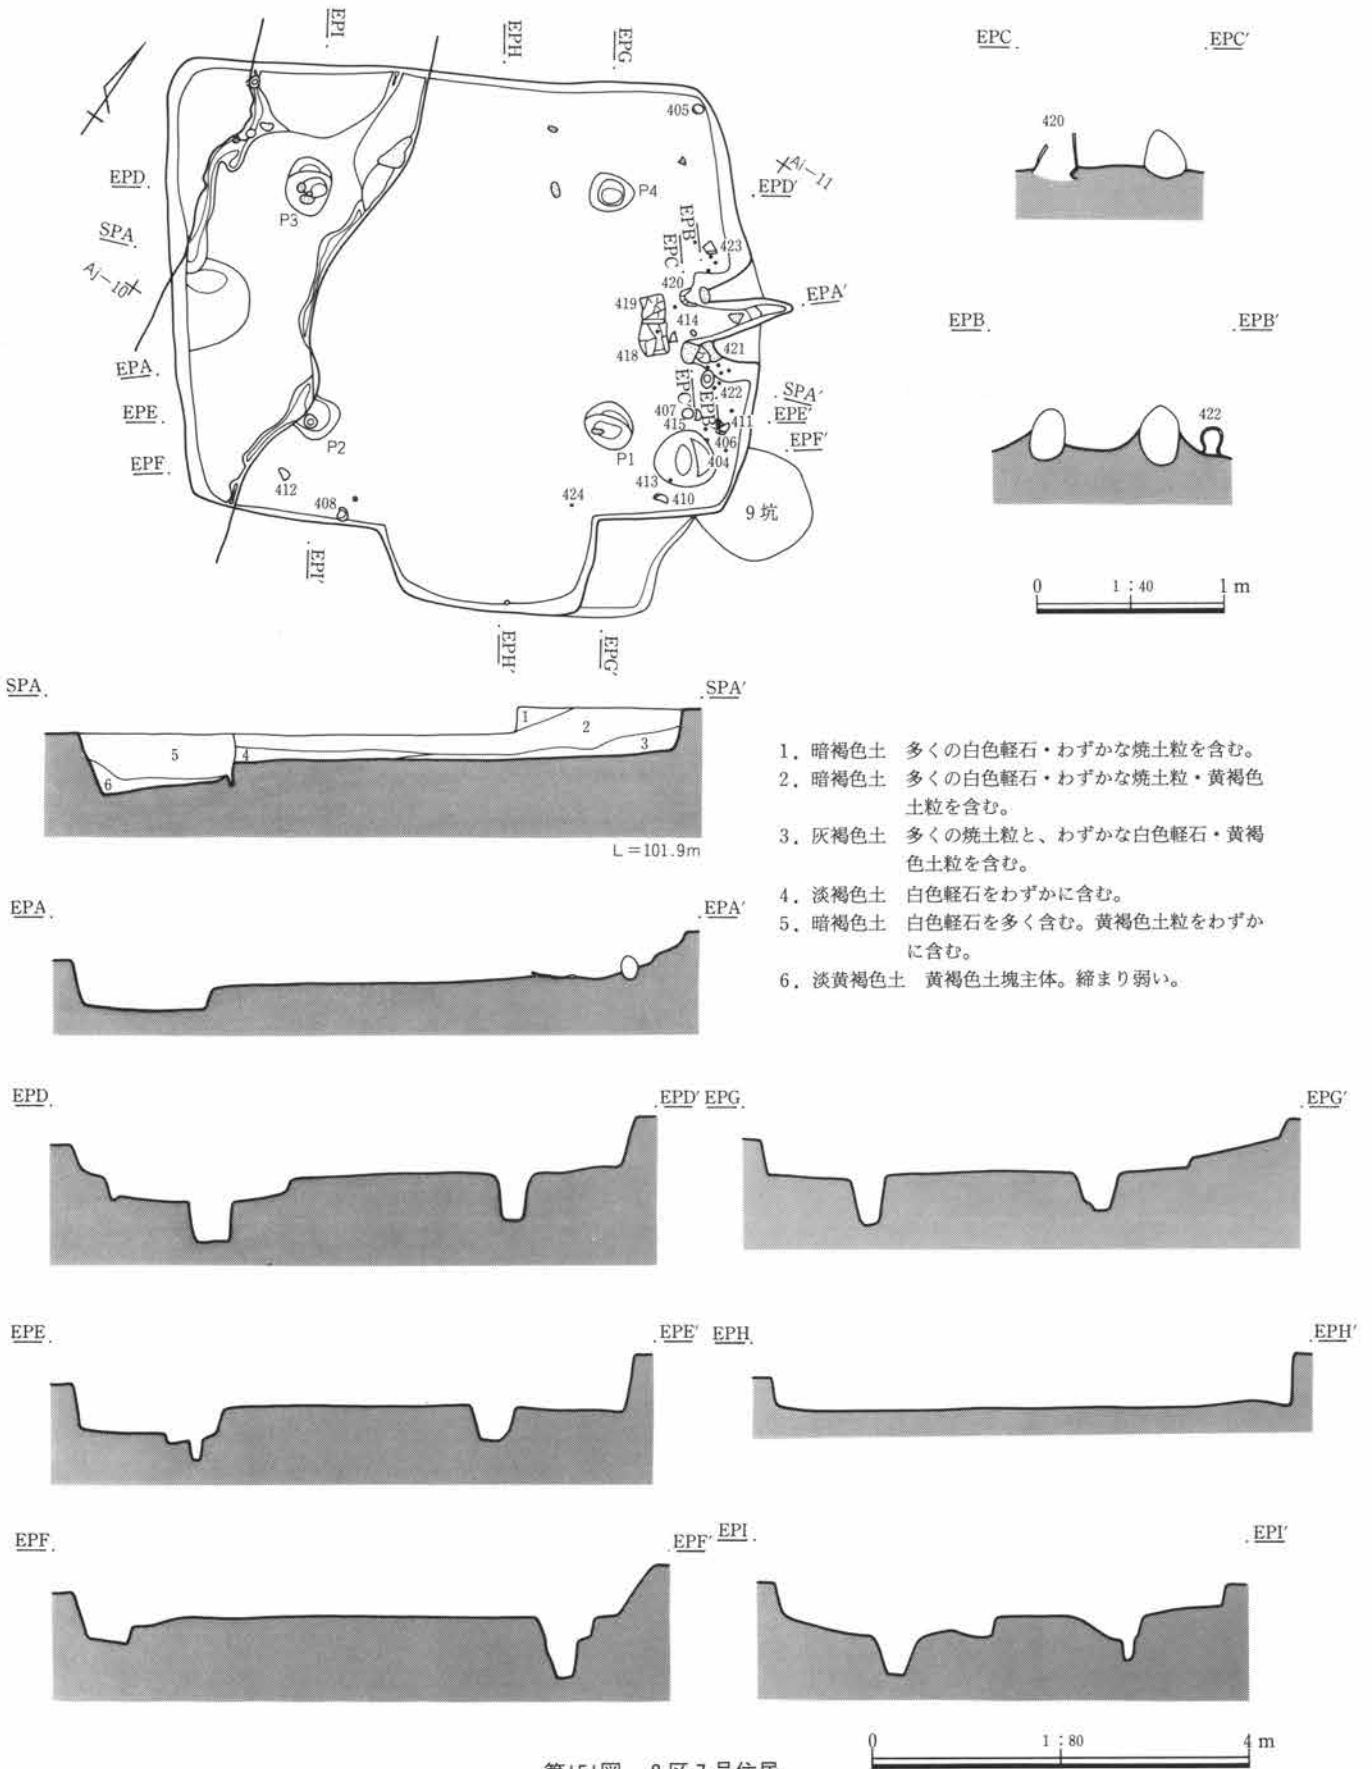 EPI.
EPH.
EPG.
EPC. .EPC′
420
405
Ai−11
EPD. .EPD′
P3
P4
EPB′
423
SPA.
EPC′
Aj−10
420
419
414
.EPA′
418
421
EPB. .EPB′
EPA.
EPC
422
SPA′
EPE.
407
EPB
411
.EPE′
415
422
406
.EPF′
EPF.
P2
P1
404
412
413
410
408
424
9坑
EPI′
0 1:40 1m
EPH′
EPG′
SPA. .SPA′
1
2
5
4
3
6
L=101.9m
1. 暗褐色土 多くの白色軽石・わずかな焼土粒を含む。
2. 暗褐色土 多くの白色軽石・わずかな焼土粒・黄褐色
土粒を含む。
3. 灰褐色土 多くの焼土粒と、わずかな白色軽石・黄褐
色土粒を含む。
4. 淡褐色土 白色軽石をわずかに含む。
5. 暗褐色土 白色軽石を多く含む。黄褐色土粒をわずか
に含む。
6. 淡黄褐色土 黄褐色土塊主体。締まり弱い。
EPA. .EPA′
EPD. .EPD′ EPG. .EPG′
EPE. .EPE′ EPH. .EPH′
EPF. .EPF′ EPI. .EPI′
0 1:80 4m